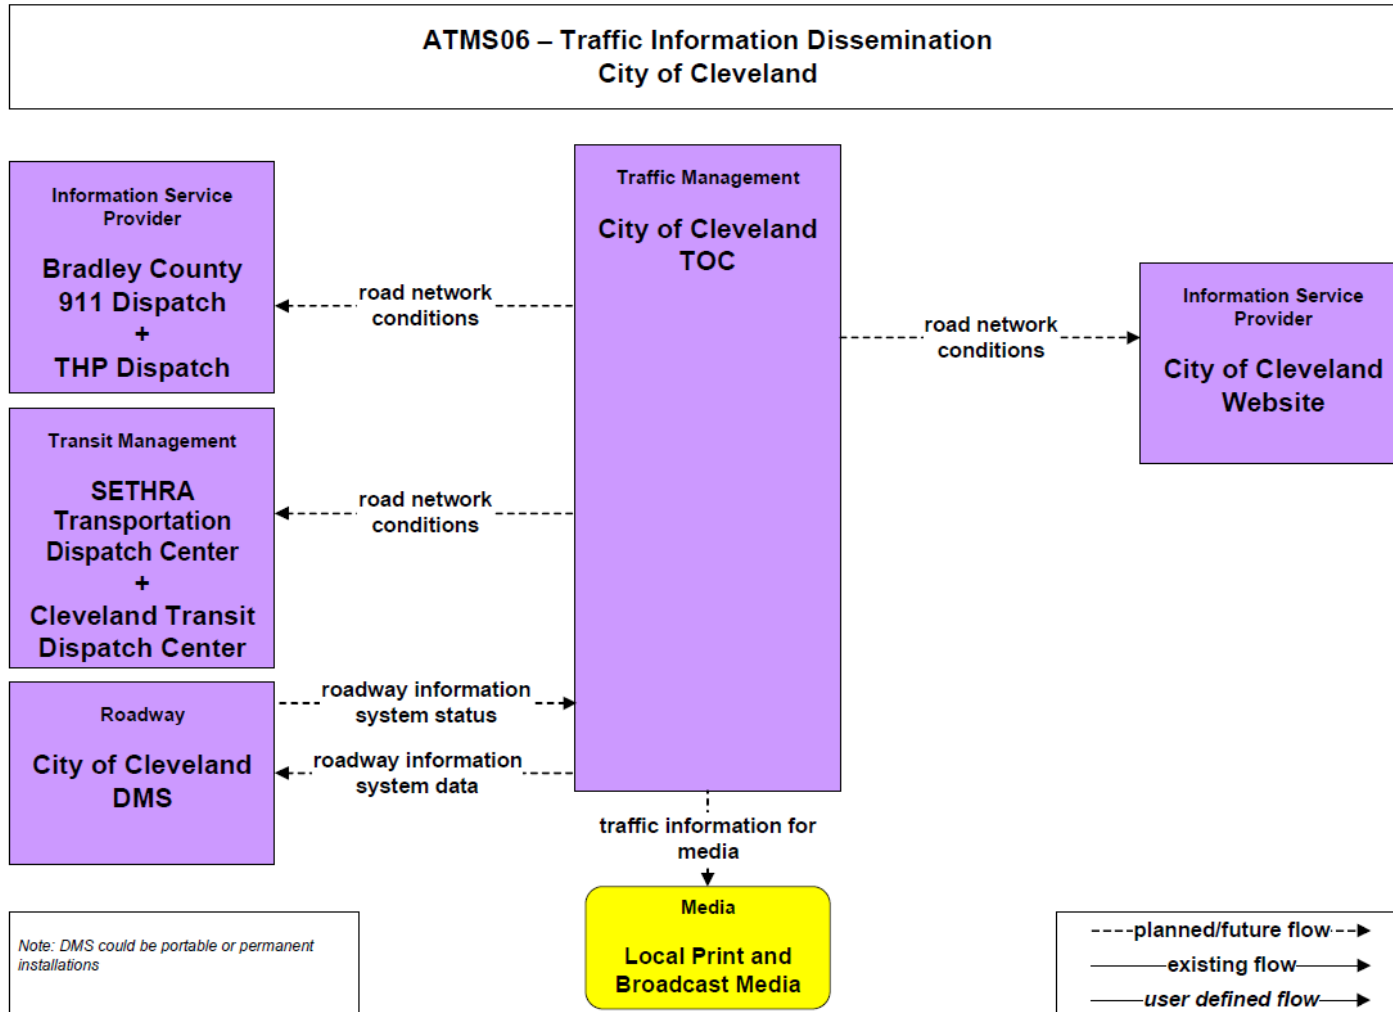 ATMS06 – Traffic Information Dissemination
City of Cleveland
Information Service
Provider
Bradley County
911 Dispatch
+
THP Dispatch
road network
conditions
Traffic Management
City of Cleveland
TOC
road network
conditions
Information Service
Provider
City of Cleveland
Website
Transit Management
SETHRA
Transportation
Dispatch Center
+
Cleveland Transit
Dispatch Center
road network
conditions
Roadway
City of Cleveland
DMS
roadway information
system status
roadway information
system data
traffic information for
media
Media
Local Print and
Broadcast Media
Note: DMS could be portable or permanent
installations
planned/future flow
existing flow
user defined flow